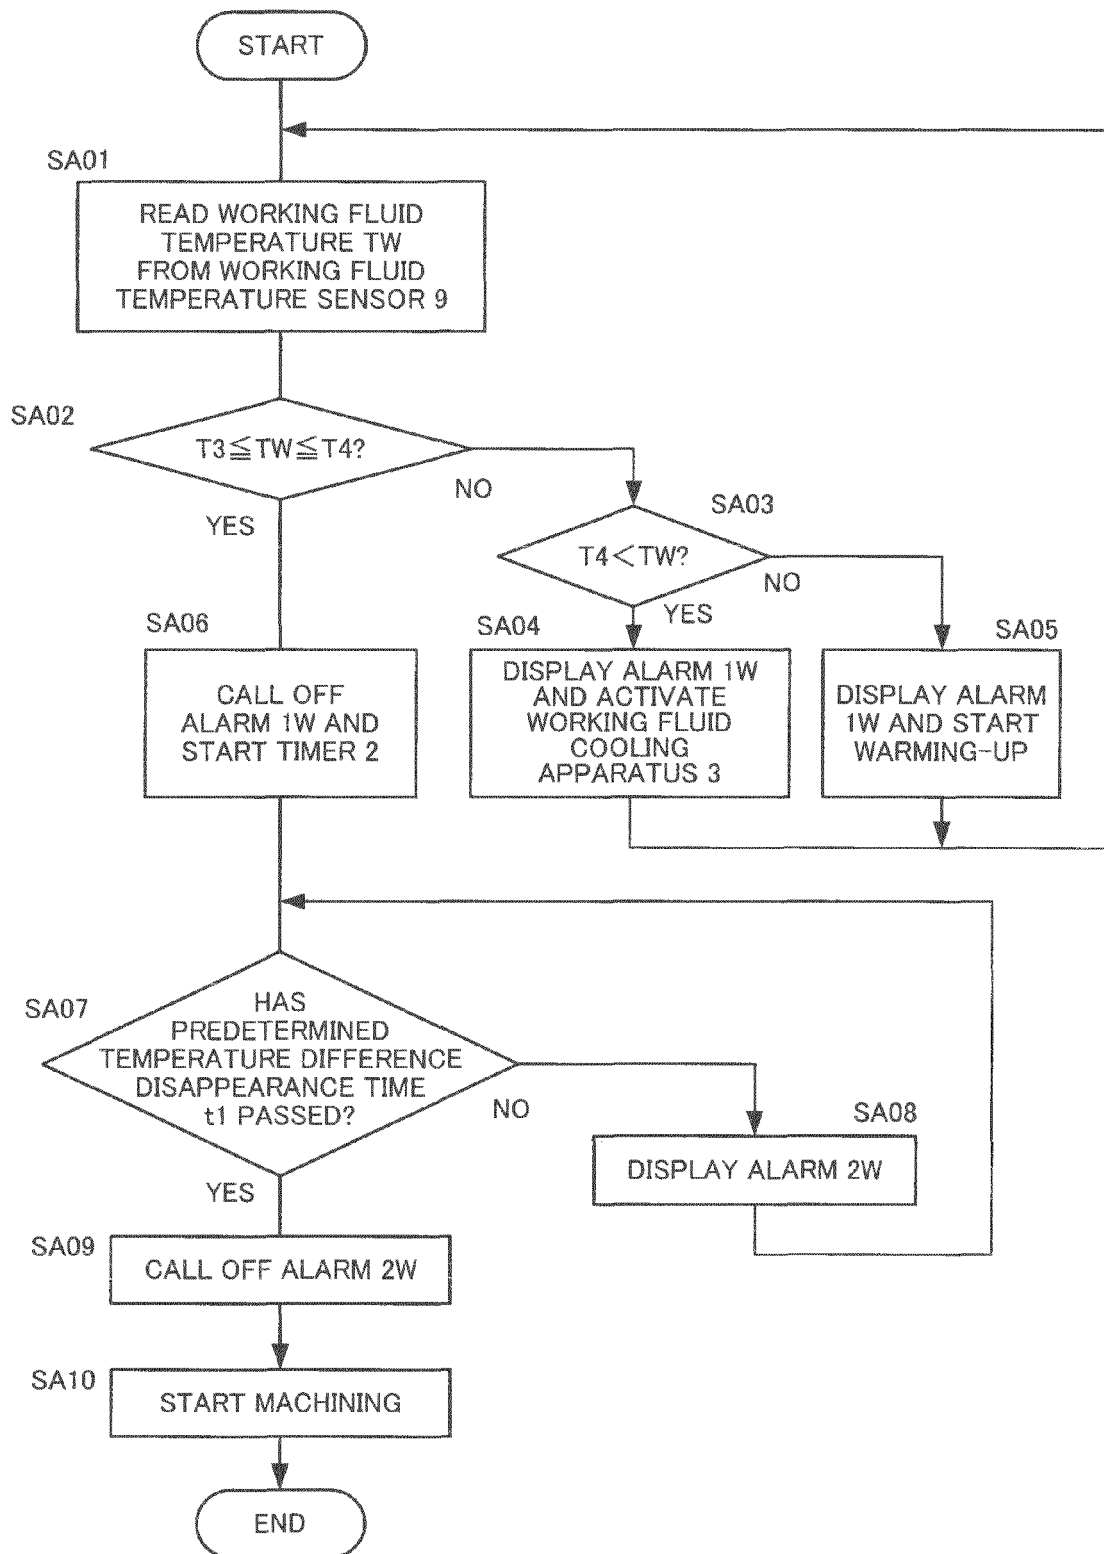 START
SA01
READ WORKING FLUID
TEMPERATURE TW
FROM WORKING FLUID
TEMPERATURE SENSOR 9
SA02
T3≦TW≦T4?
NO
YES
SA03
T4<TW?
NO
YES
SA04
DISPLAY ALARM 1W
AND ACTIVATE
WORKING FLUID
COOLING
APPARATUS 3
SA05
DISPLAY ALARM
1W AND START
WARMING-UP
SA06
CALL OFF
ALARM 1W AND
START TIMER 2
SA07
HAS
PREDETERMINED
TEMPERATURE DIFFERENCE
DISAPPEARANCE TIME
t1 PASSED?
NO
YES
SA08
DISPLAY ALARM 2W
SA09
CALL OFF ALARM 2W
SA10
START MACHINING
END